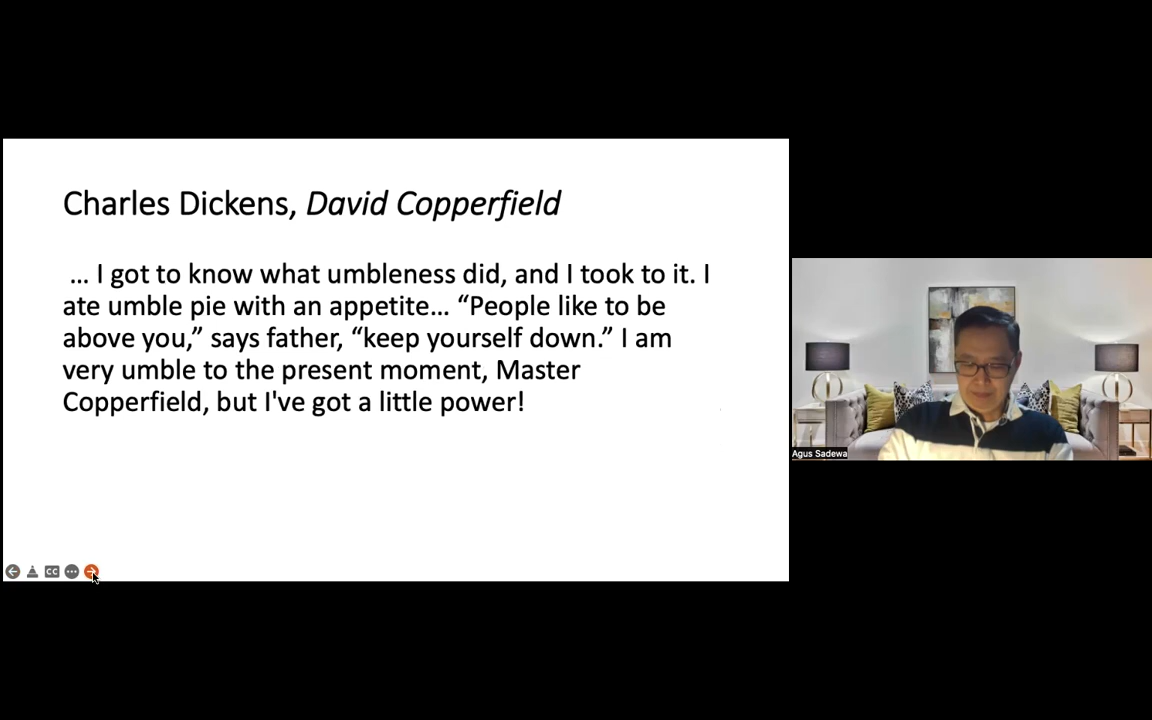 Charles Dickens, David Copperfield
… I got to know what umbleness did, and I took to it. I
ate umble pie with an appetite… “People like to be
above you,” says father, “keep yourself down.” I am
very umble to the present moment, Master
Copperfield, but I've got a little power!
CC
Agus Sadewa